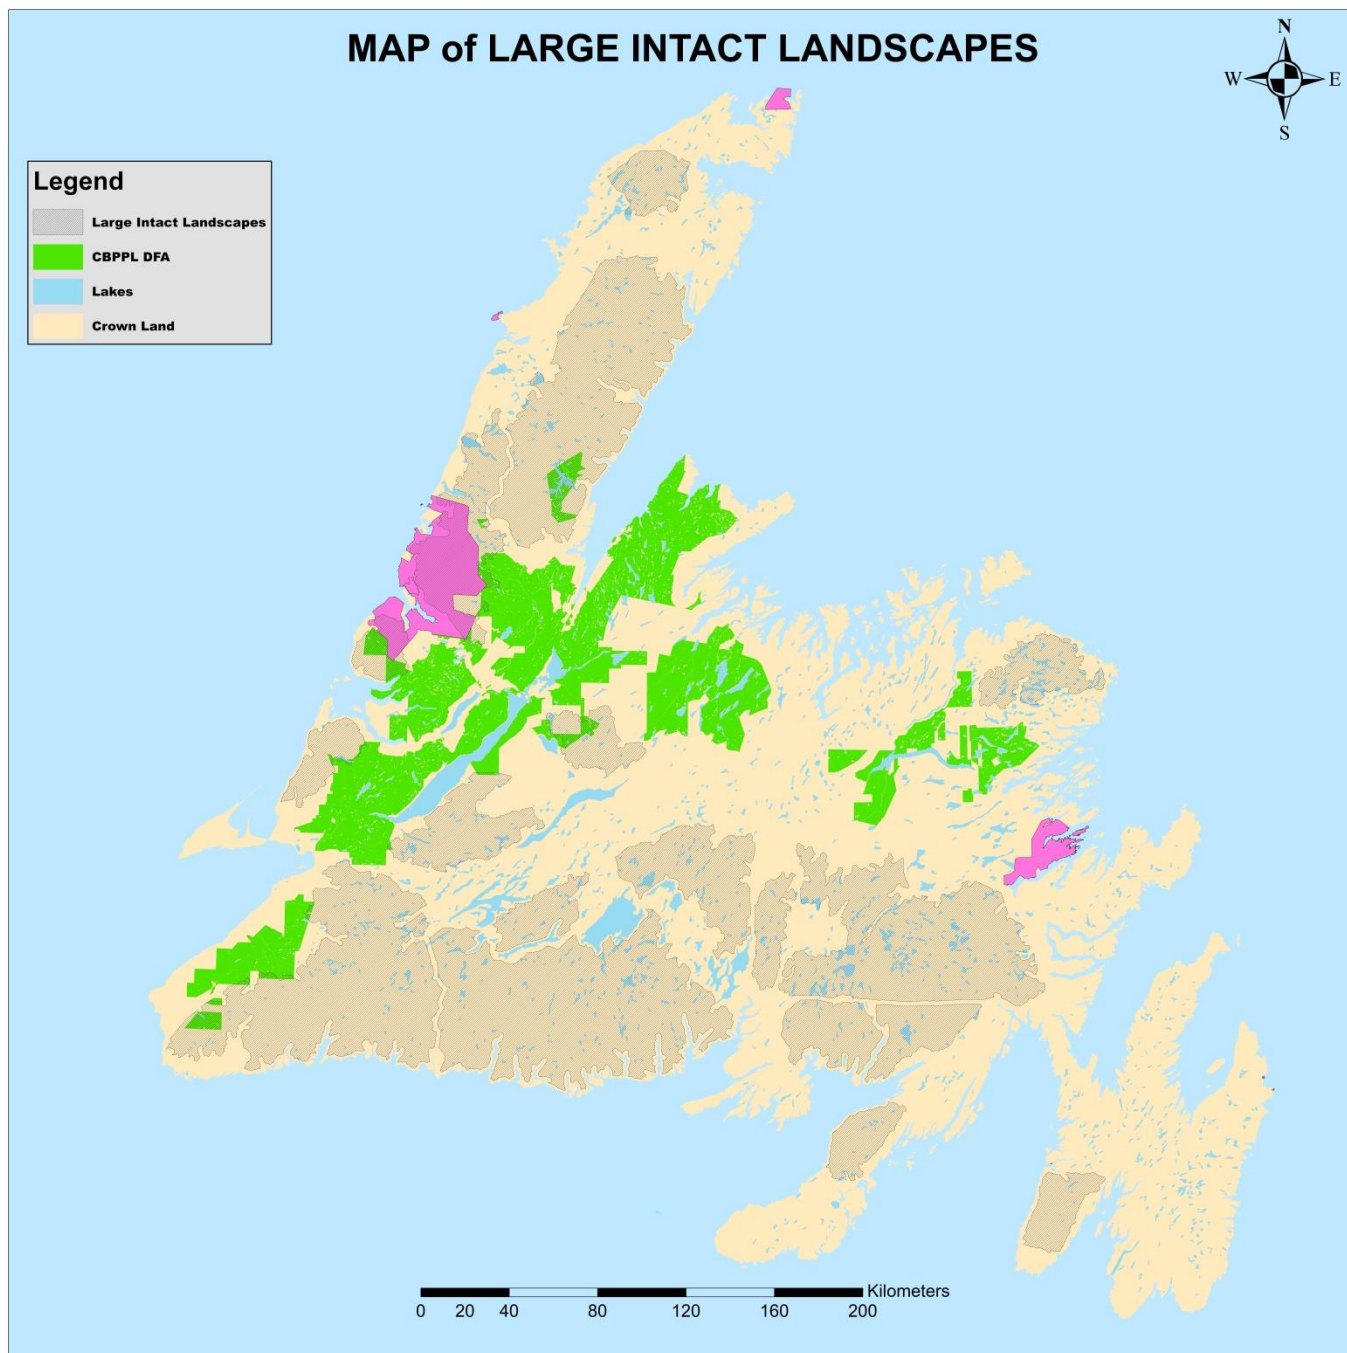 MAP of LARGE INTACT LANDSCAPES
N
W E
S
Legend
Large Intact Landscapes
CBPPL DFA
Lakes
Crown Land
Kilometers
0 20 40 80 120 160 200